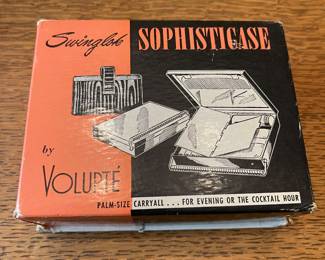 Swinglok SOPHISTICASE
by
VOLUPTÉ
PALM-SIZE CARRYALL . . . FOR EVENING OR THE COCKTAIL HOUR